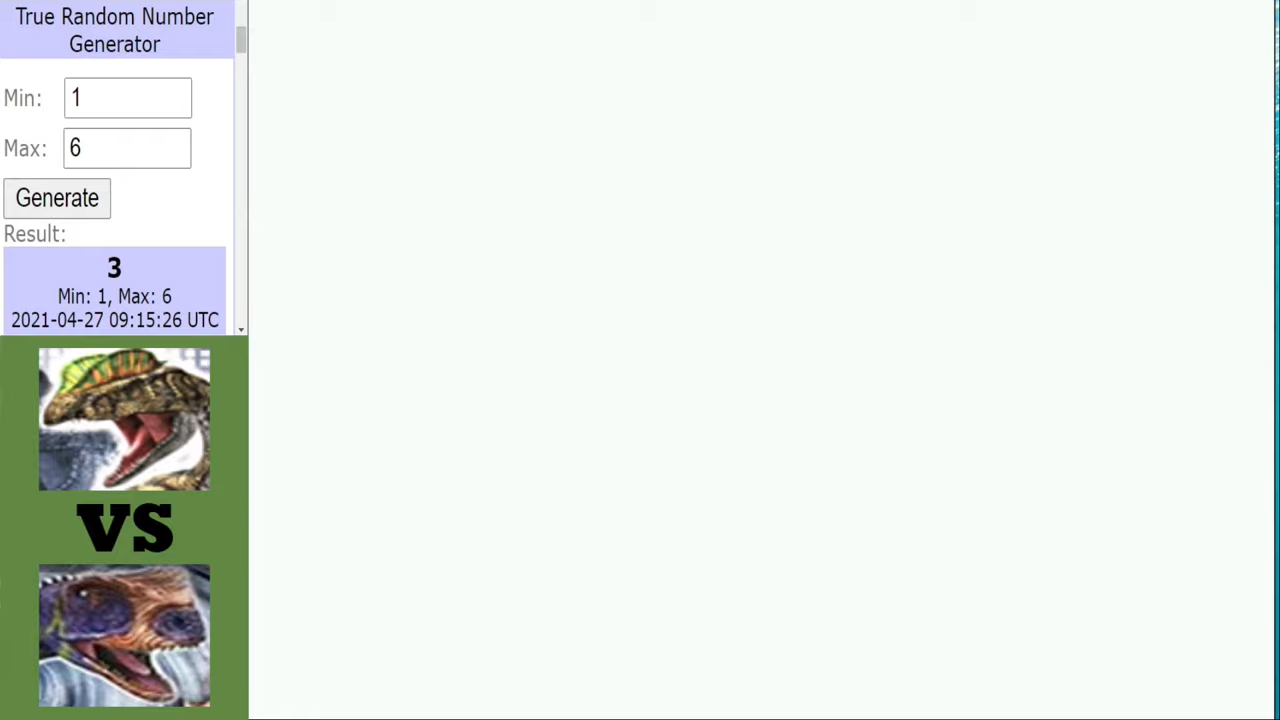 True Random Number
Generator
Min: 1
Max: 6
Generate
Result:
3
Min: 1, Max: 6
2021-04-27 09:15:26 UTC
VS